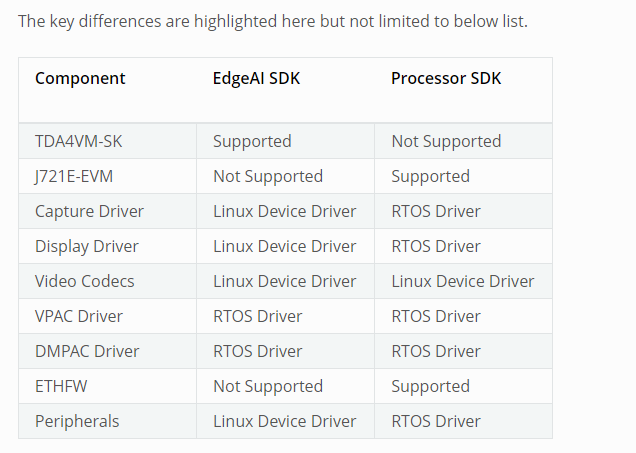 The key differences are highlighted here but not limited to below list.
Component EdgeAI SDK Processor SDK
TDA4VM-SK Supported Not Supported
J721E-EVM Not Supported Supported
Capture Driver Linux Device Driver RTOS Driver
Display Driver Linux Device Driver RTOS Driver
Video Codecs Linux Device Driver Linux Device Driver
VPAC Driver RTOS Driver RTOS Driver
DMPAC Driver RTOS Driver RTOS Driver
ETHFW Not Supported Supported
Peripherals Linux Device Driver RTOS Driver